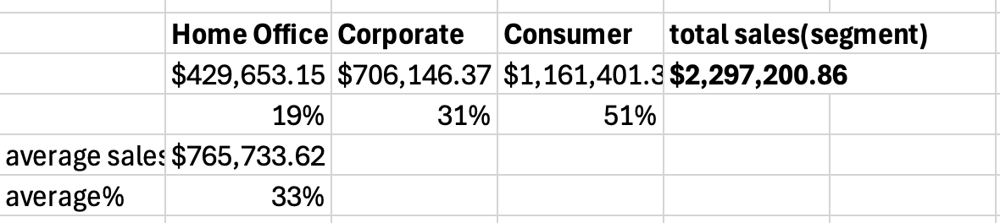 Home Office Corporate Consumer total sales(segment)
$429,653.15 $706,146.37 $1,161,401.3 $2,297,200.86
19% 31% 51%
average sales $765,733.62
average% 33%